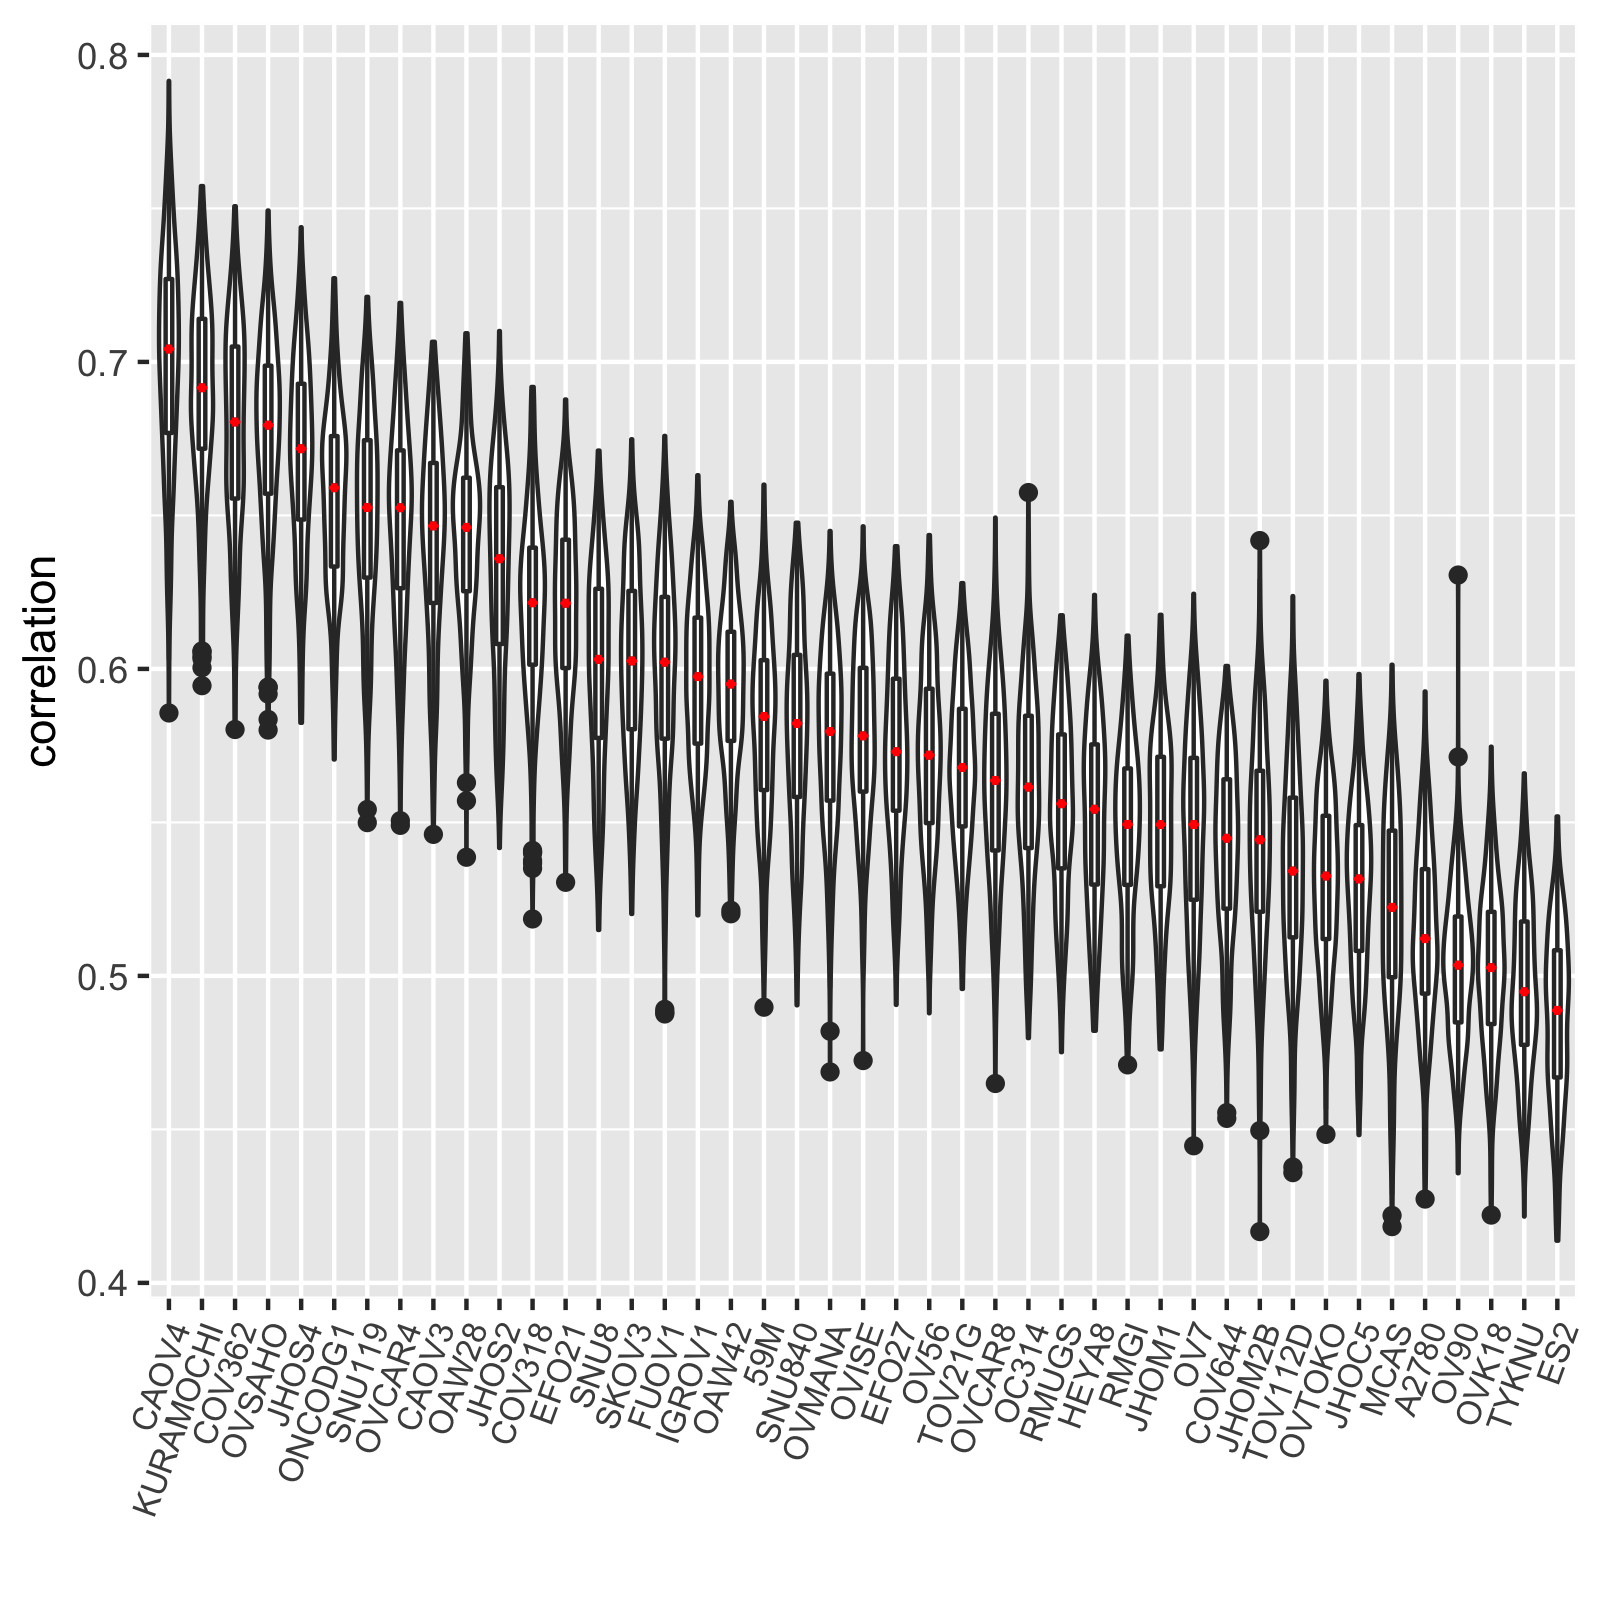 correlation
0.8
0.7
0.6
0.5
0.4
CAOV4
KURAMOCHI
COV362
OVSAHO
JHOS4
ONCODG1
SNU119
OVCAR4
CAOV3
OAW28
JHOS2
COV318
EFO21
SNU8
SKOV3
FUOV1
IGROV1
OAW42
59M
SNU840
OVMANA
OVISE
EFO27
OV56
TOV21G
OVCAR8
OC314
RMUGS
HEYA8
RMGI
JHOM1
OV7
COV644
JHOM2B
TOV112D
OVTOKO
JHOC5
MCAS
A2780
OV90
OVK18
TYKNU
ES2